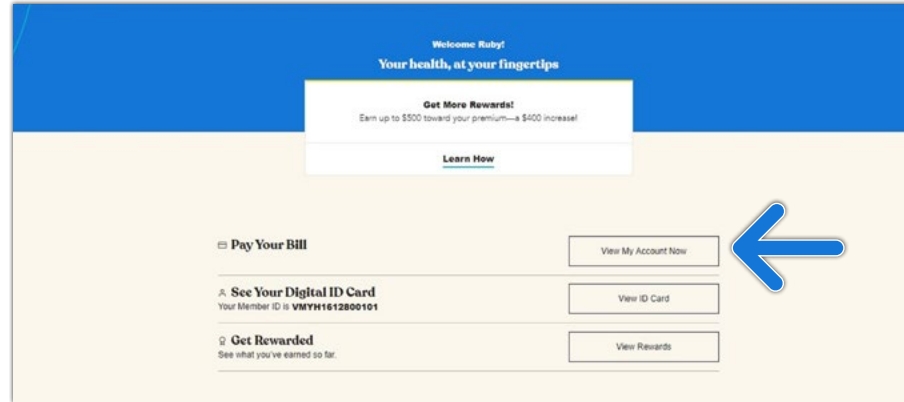 Welcome Ruby!
Your health, at your fingertips
Get More Rewards!
Earn up to $500 toward your premium—a $400 increase!
Learn How
Pay Your Bill
View My Account Now
See Your Digital ID Card
Your Member ID is VMYH1612800101
View ID Card
Get Rewarded
See what you've earned so far.
View Rewards